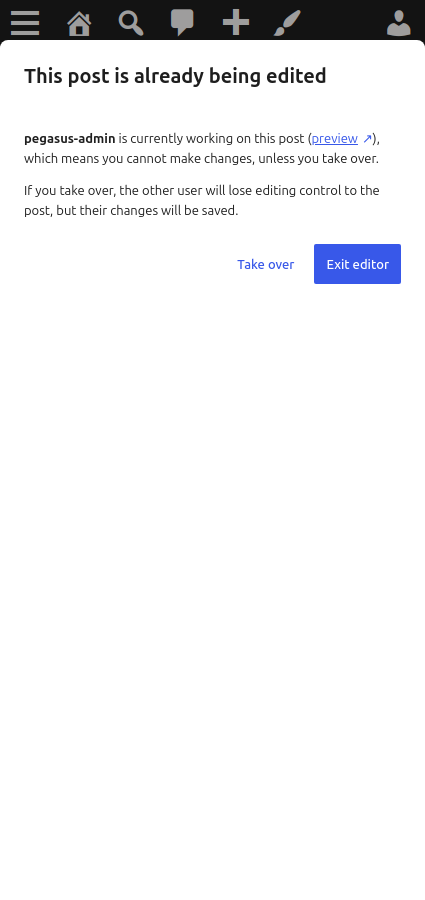 This post is already being edited
pegasus-admin is currently working on this post (preview ↗),
which means you cannot make changes, unless you take over.
If you take over, the other user will lose editing control to the
post, but their changes will be saved.
Take over
Exit editor